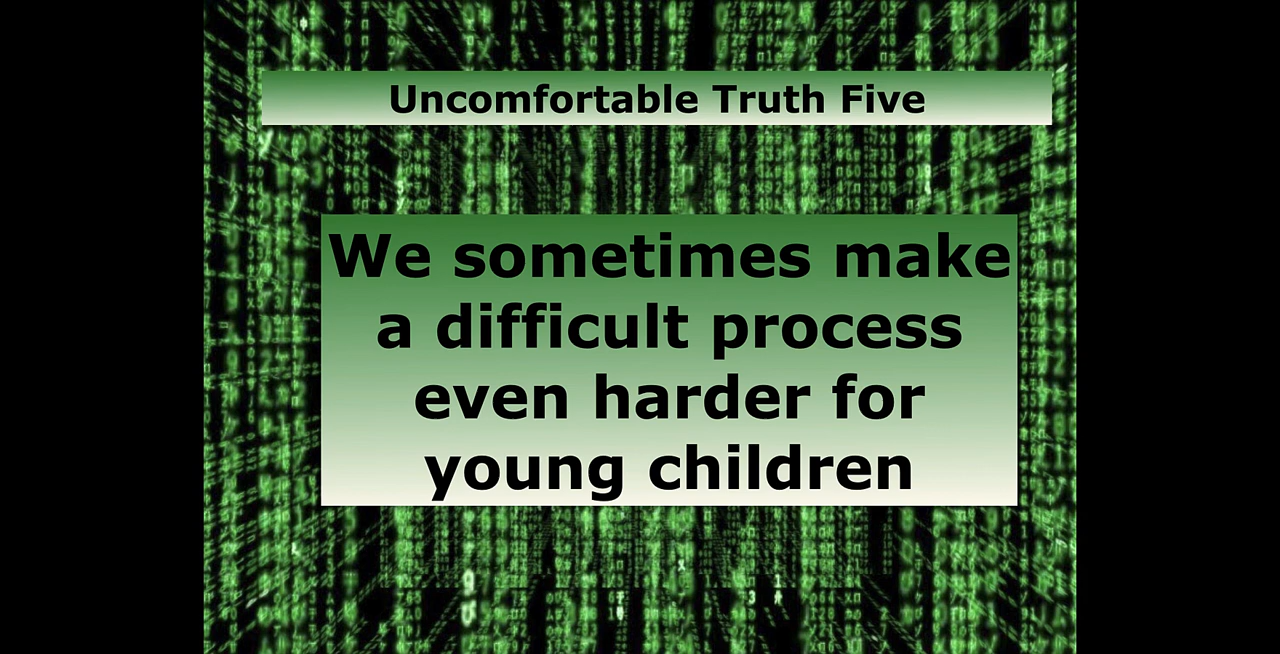 Uncomfortable Truth Five
We sometimes make
a difficult process
even harder for
young children